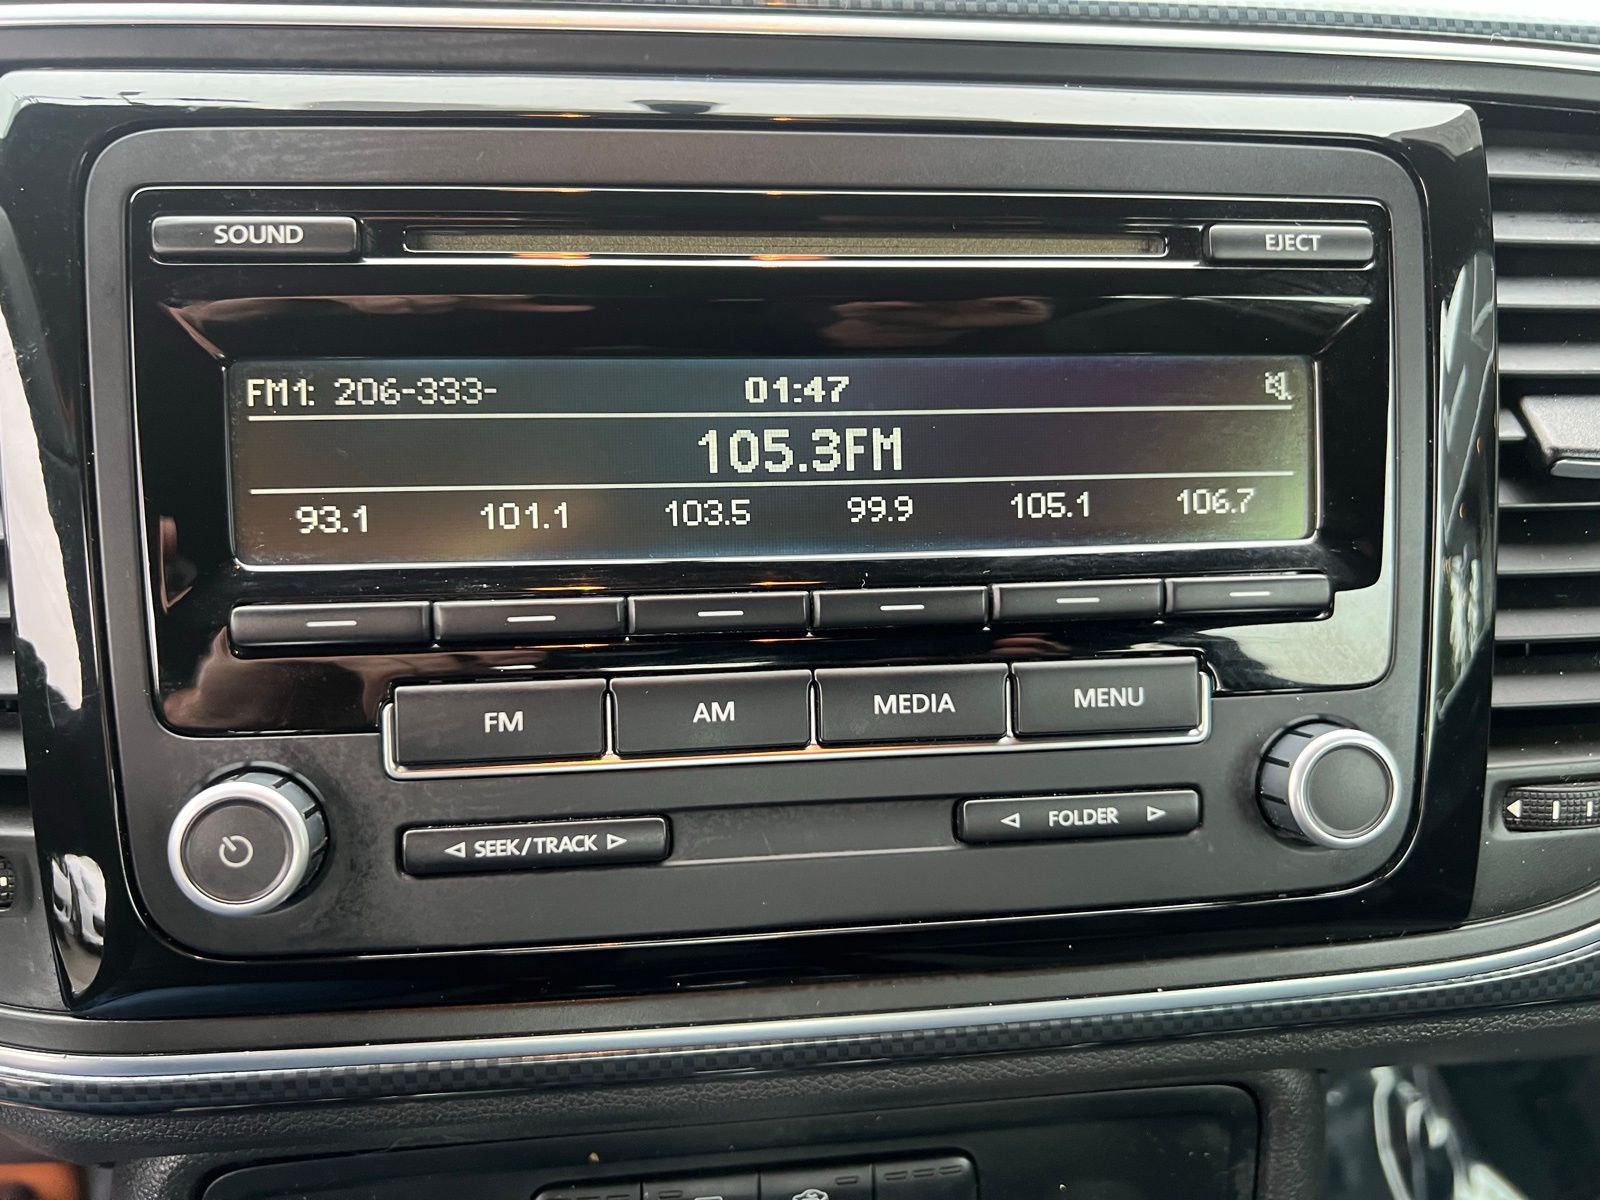 SOUND EJECT
FM1: 206-333- 01:47
105.3FM
93.1 101.1 103.5 99.9 105.1 106.7
FM AM MEDIA MENU
SEEK/TRACK FOLDER